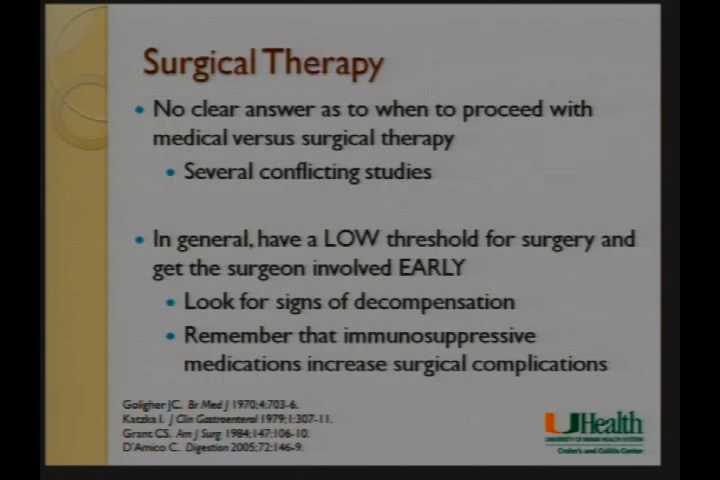 Surgical Therapy
• No clear answer as to when to proceed with
medical versus surgical therapy
• Several conflicting studies
• In general, have a LOW threshold for surgery and
get the surgeon involved EARLY
• Look for signs of decompensation
• Remember that immunosuppressive
medications increase surgical complications
Goligher JC. Br Med J 1970;4:703-6.
Katzka I. J Clin Gastroenterol 1979;1:307-11.
Grant CS. Am J Surg 1984;147:106-10.
D'Amico C. Digestion 2005;72:146-9.
UHealth
UNIVERSITY OF MIAMI HEALTH SYSTEM
Crohn's and Colitis Center